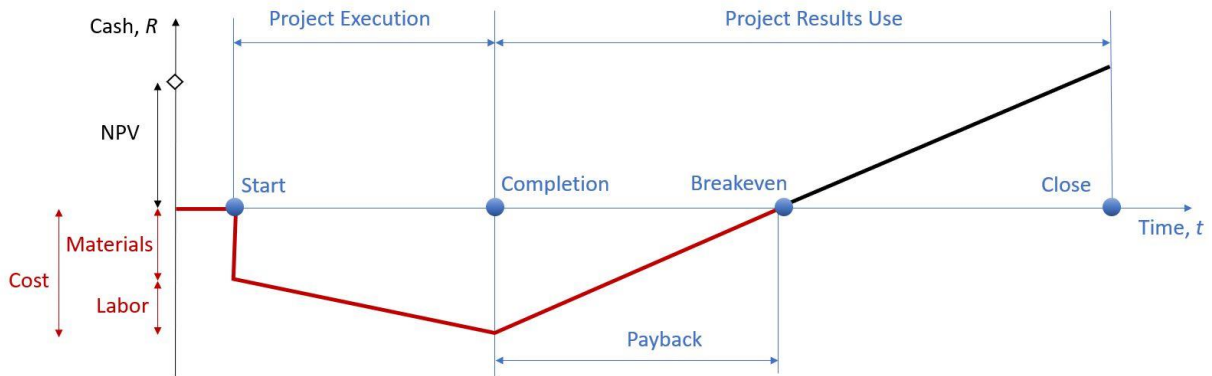 Project Execution
Project Results Use
Cash, R
NPV
Start
Completion
Breakeven
Close
Time, t
Materials
Cost
Labor
Payback